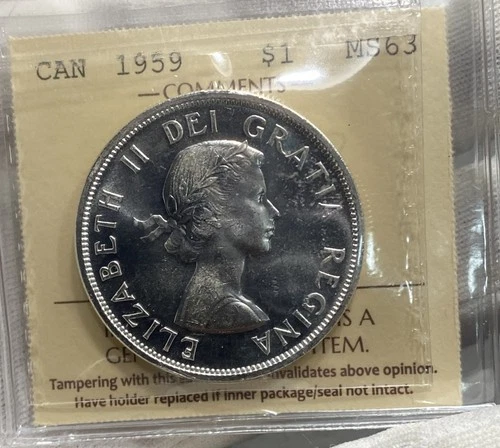 CAN 1959 $1 MS63
COMMENTS
ELIZABETH II DEI GRATIA REGINA
IS A
GE TEM.
Tampering with this invalidates above opinion.
Have holder replaced if inner package/seal not intact.